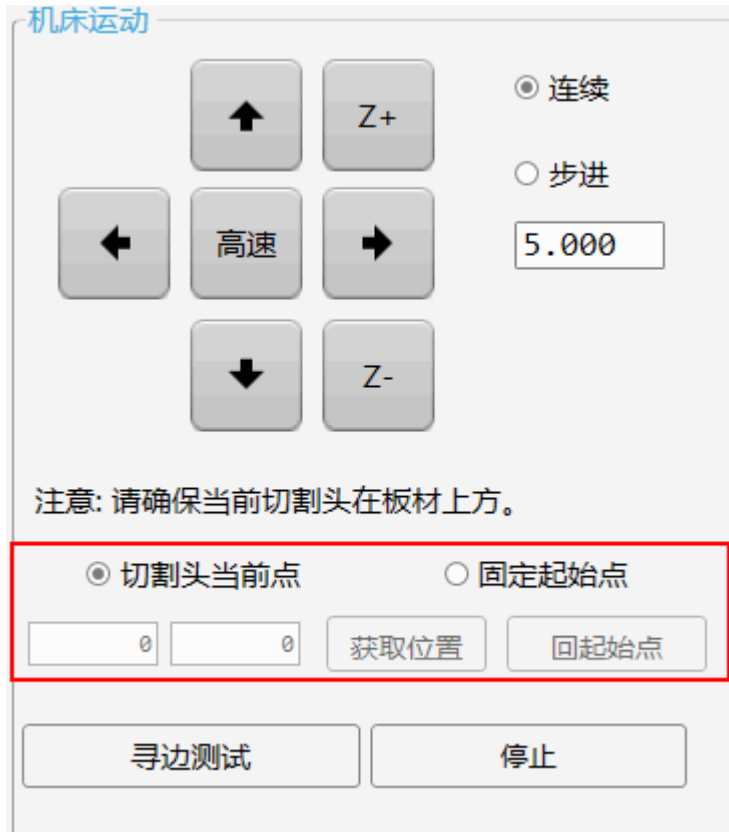 机床运动
Z+
连续
步进
高速
5.000
Z-
注意: 请确保当前切割头在板材上方。
切割头当前点 固定起始点
0 0 获取位置 回起始点
寻边测试 停止